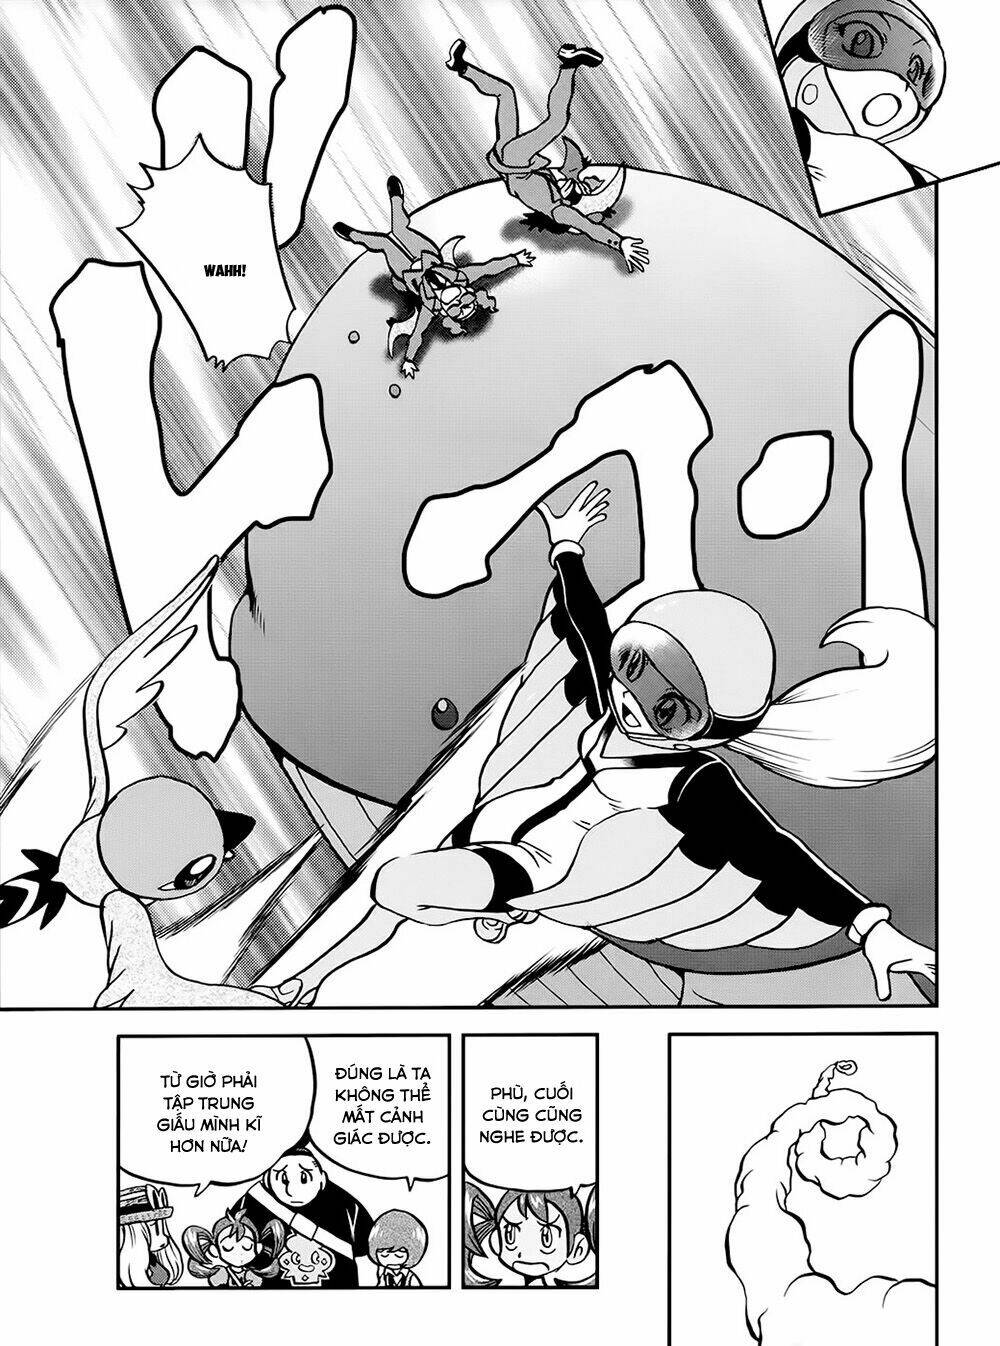 WAHH!
PHÙ, CUỐI
CÙNG CŨNG
NGHE ĐƯỢC.
ĐÚNG LÀ TA
KHÔNG THỂ
MẤT CẢNH
GIÁC ĐƯỢC.
TỪ GIỜ PHẢI
TẬP TRUNG
GIẤU MÌNH KĨ
HƠN NỮA!